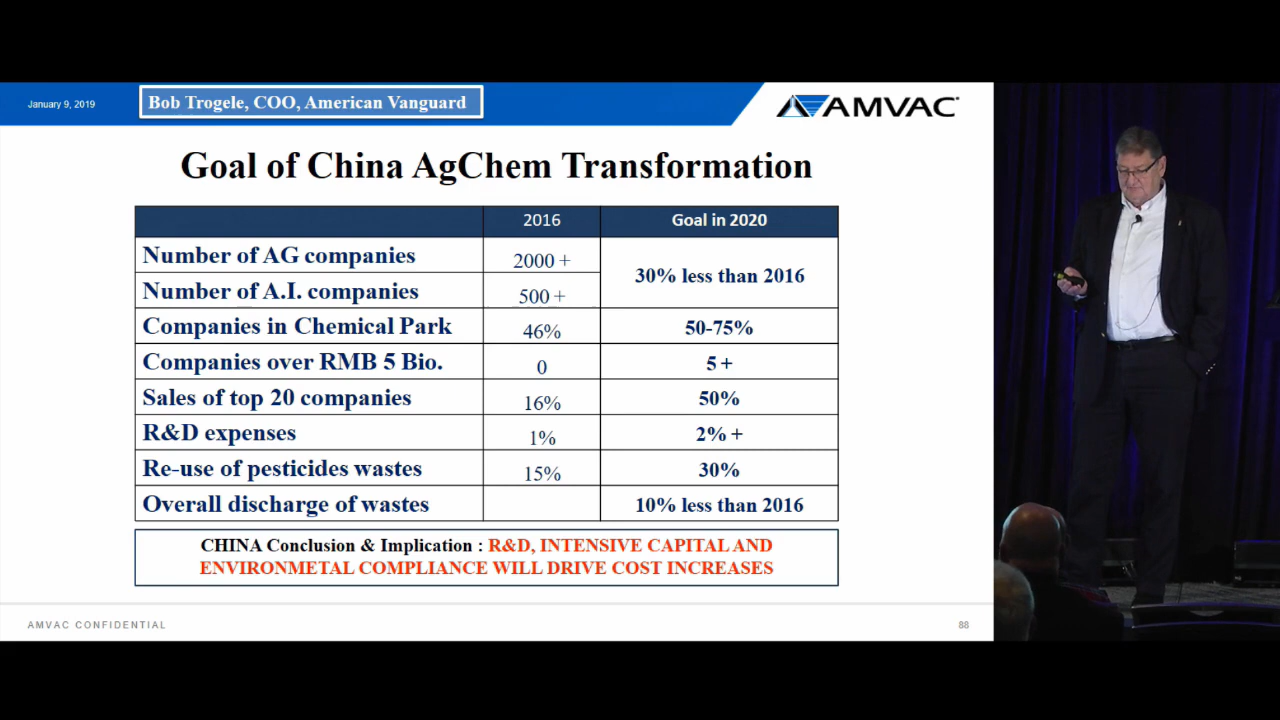 January 9, 2019
Bob Trogele, COO, American Vanguard
AMVAC
Goal of China AgChem Transformation
2016 Goal in 2020
Number of AG companies 2000 + 30% less than 2016
Number of A.I. companies 500 +
Companies in Chemical Park 46% 50-75%
Companies over RMB 5 Bio. 0 5 +
Sales of top 20 companies 16% 50%
R&D expenses 1% 2% +
Re-use of pesticides wastes 15% 30%
Overall discharge of wastes 10% less than 2016
CHINA Conclusion & Implication : R&D, INTENSIVE CAPITAL AND
ENVIRONMETAL COMPLIANCE WILL DRIVE COST INCREASES
AMVAC CONFIDENTIAL 88